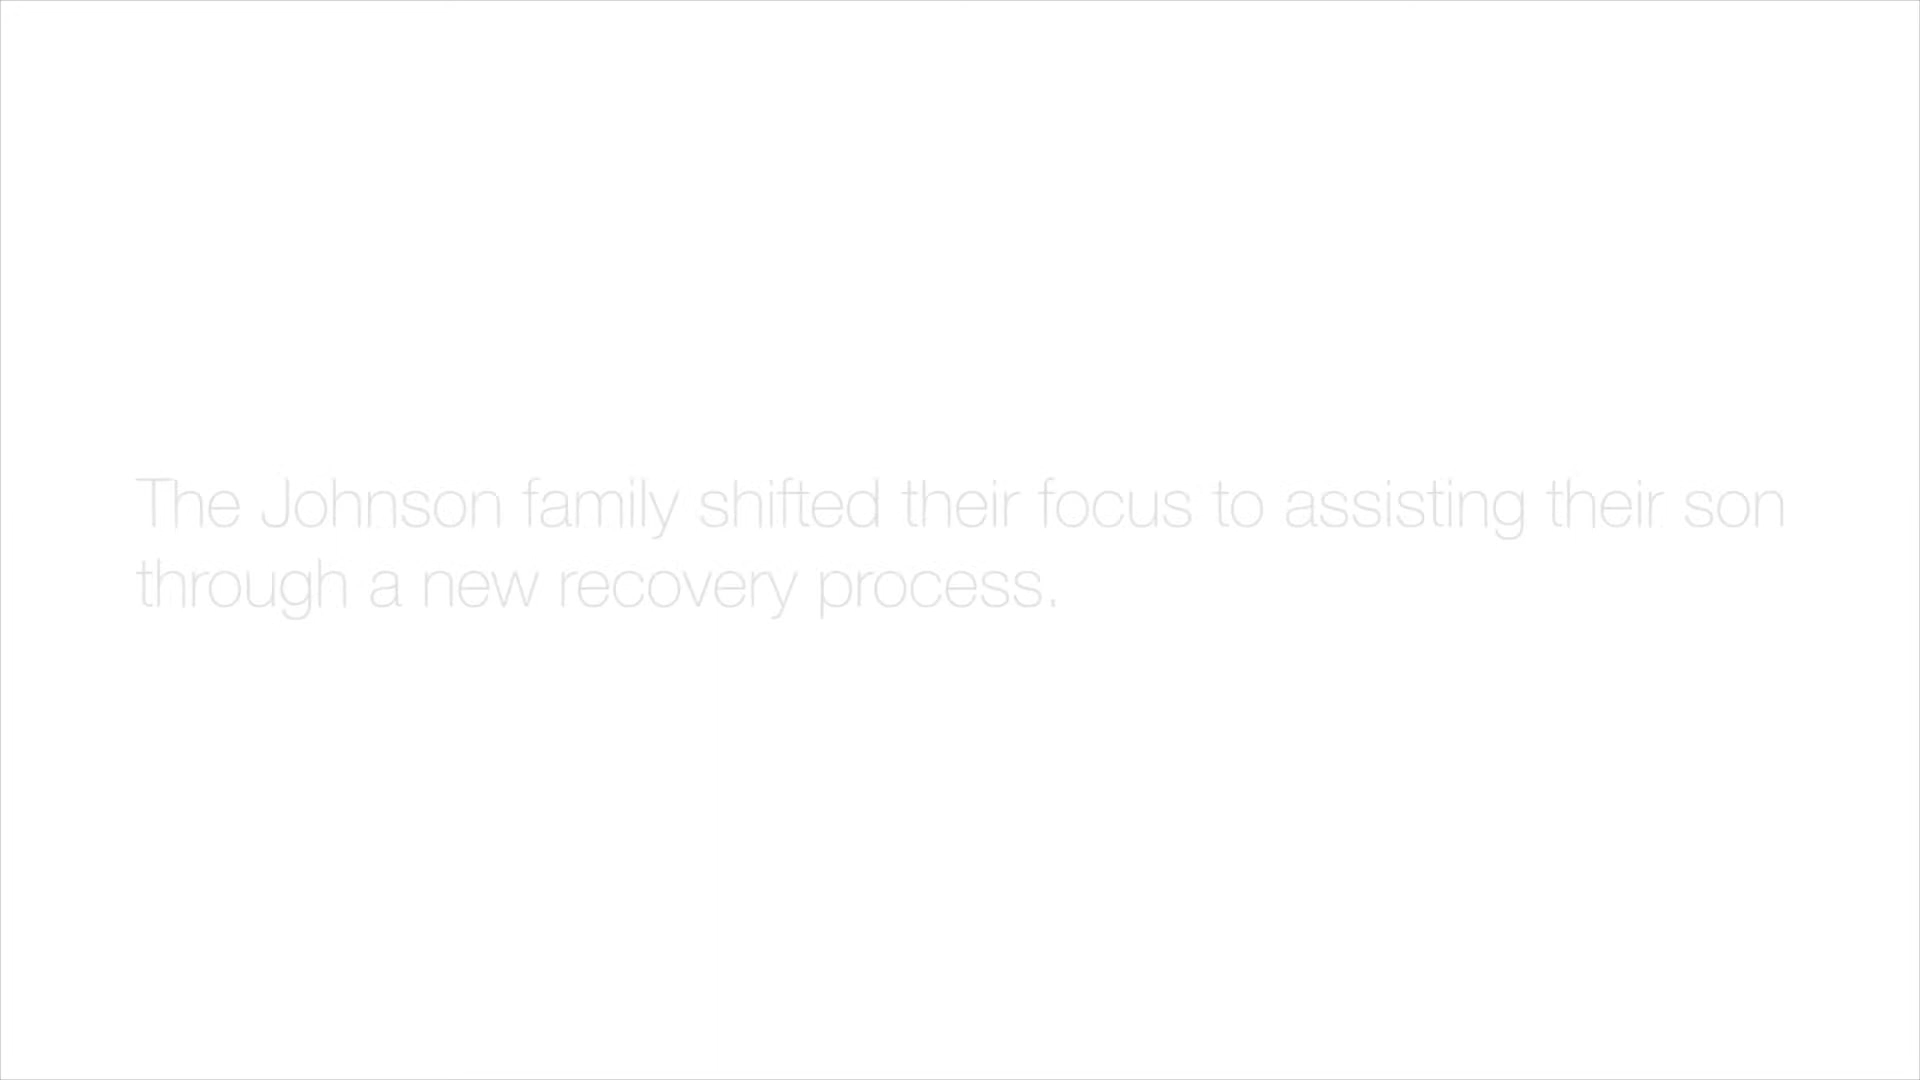 The Johnson family shifted their focus to assisting their son
through a new recovery process.